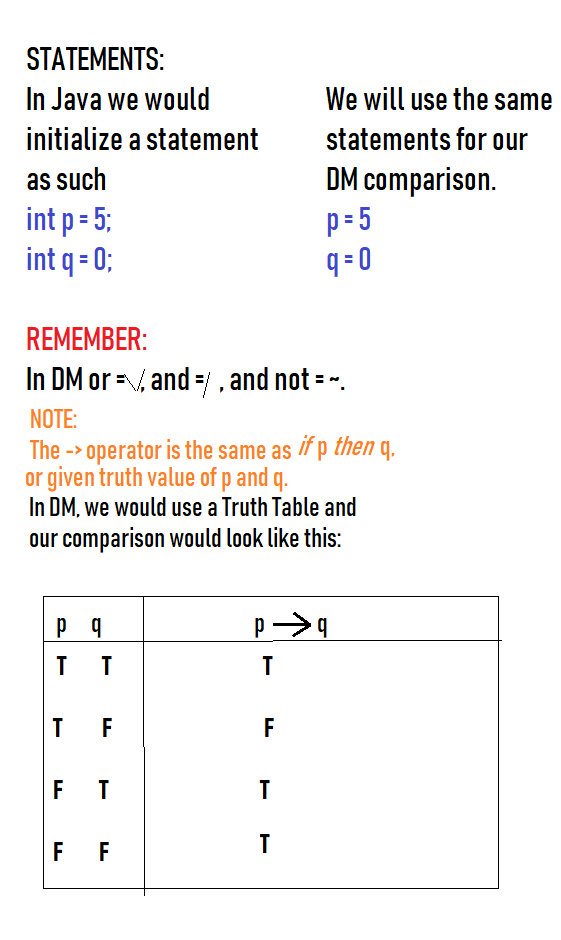 STATEMENTS:
In Java we would
initialize a statement
as such
int p = 5;
int q = 0;
We will use the same
statements for our
DM comparison.
p = 5
q = 0
REMEMBER:
In DM or = \/, and = / , and not = ~.
NOTE:
The -> operator is the same as if p then q,
or given truth value of p and q.
In DM, we would use a Truth Table and
our comparison would look like this:
p q p → q
T T T
T F F
F T T
F F T